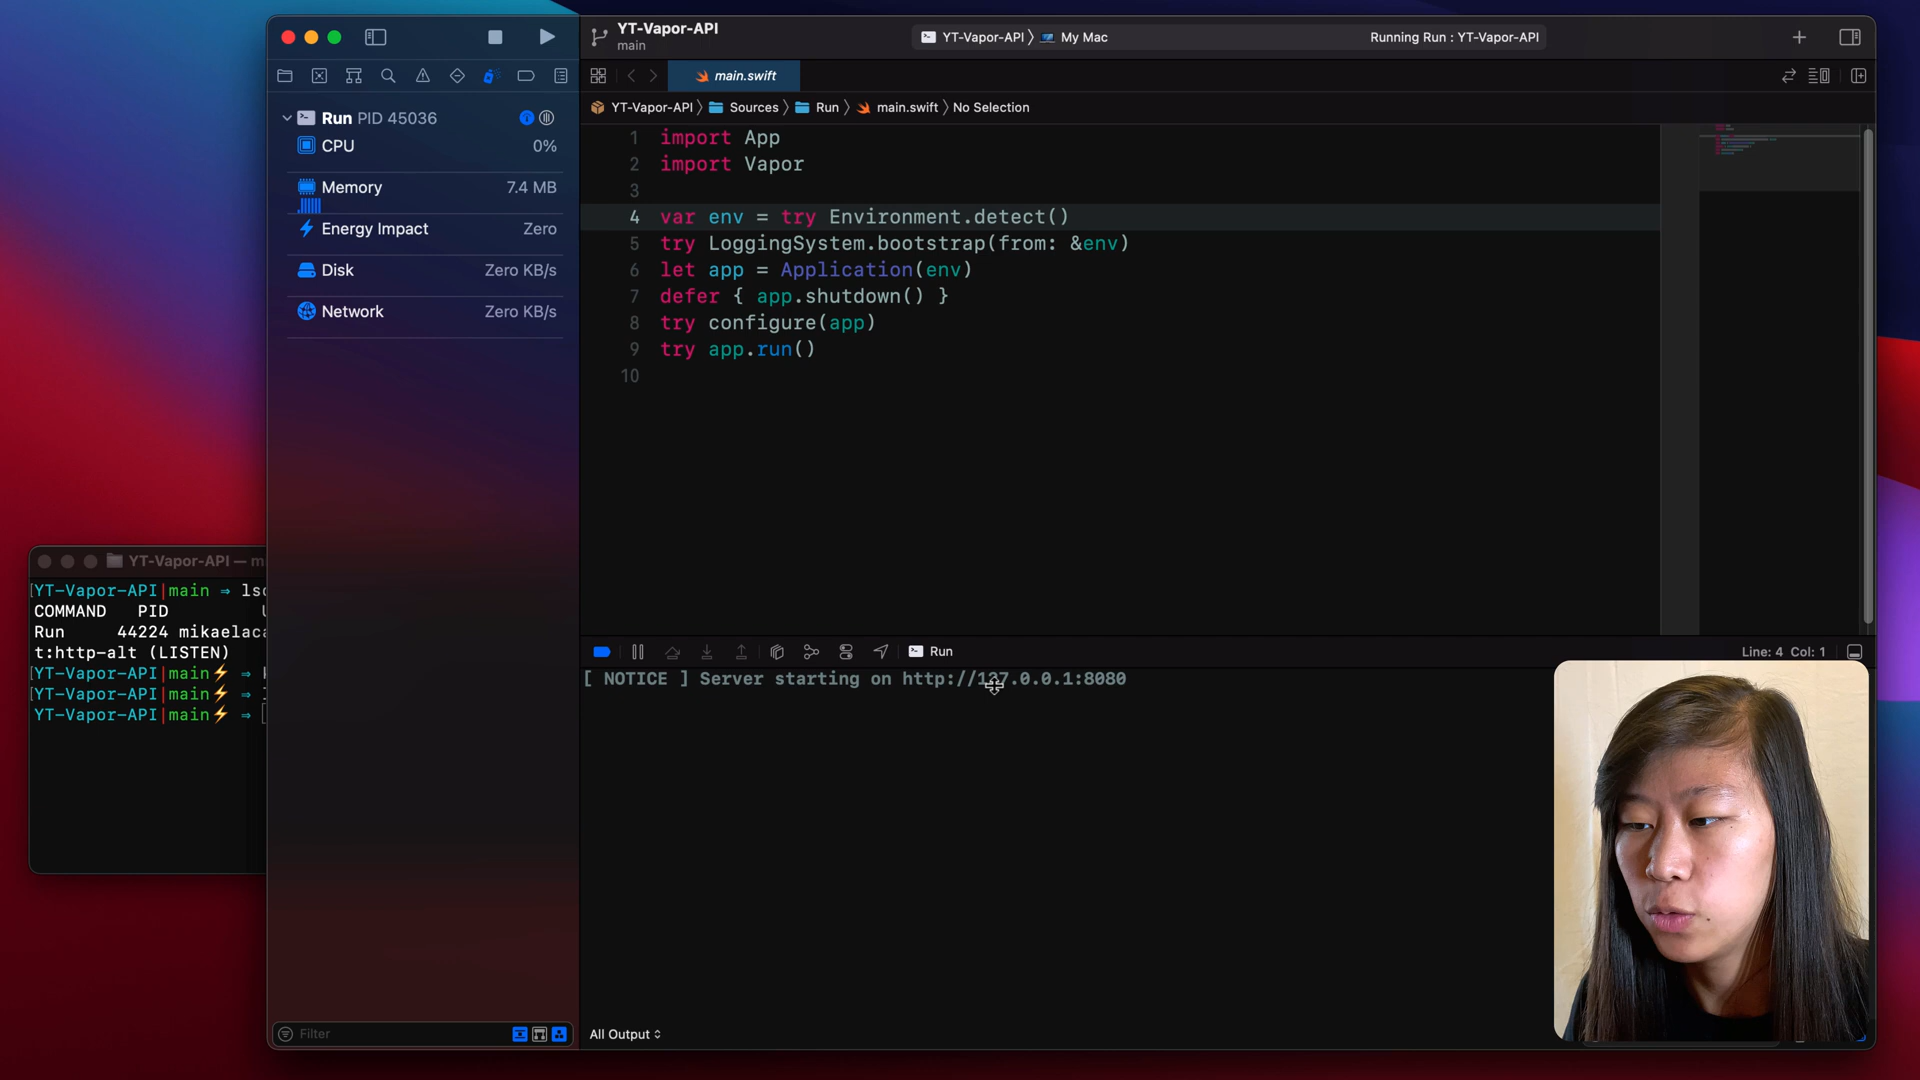 YT-Vapor-API
main
YT-Vapor-API 〉 My Mac
Running Run : YT-Vapor-API
main.swift
YT-Vapor-API 〉 Sources 〉 Run 〉 main.swift 〉 No Selection
Run PID 45036
CPU 0%
Memory 7.4 MB
Energy Impact Zero
Disk Zero KB/s
Network Zero KB/s
Filter
1 import App
2 import Vapor
3
4 var env = try Environment.detect()
5 try LoggingSystem.bootstrap(from: &env)
6 let app = Application(env)
7 defer { app.shutdown() }
8 try configure(app)
9 try app.run()
10
Run
Line: 4 Col: 1
[ NOTICE ] Server starting on http://127.0.0.1:8080
All Output
YT-Vapor-API — m
[YT-Vapor-API|main ⇒ lso
COMMAND PID U
Run 44224 mikaelaca
t:http-alt (LISTEN)
[YT-Vapor-API|main⚡ ⇒
[YT-Vapor-API|main⚡ ⇒
YT-Vapor-API|main⚡ ⇒